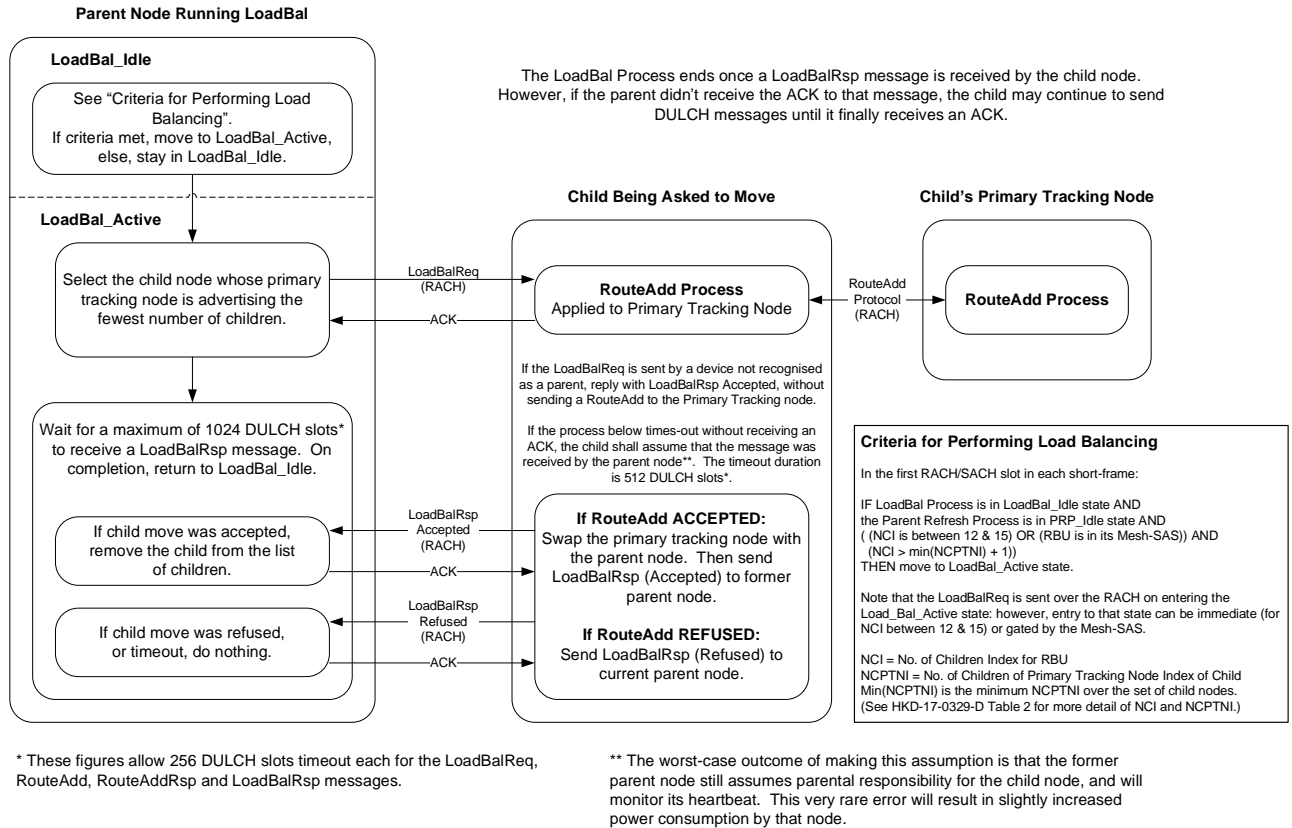 Parent Node Running LoadBal
LoadBal_Idle
See “Criteria for Performing Load
Balancing”.
If criteria met, move to LoadBal_Active,
else, stay in LoadBal_Idle.
The LoadBal Process ends once a LoadBalRsp message is received by the child node.
However, if the parent didn’t receive the ACK to that message, the child may continue to send
DULCH messages until it finally receives an ACK.
LoadBal_Active
Select the child node whose primary
tracking node is advertising the
fewest number of children.
LoadBalReq
(RACH)
ACK
Child Being Asked to Move
RouteAdd Process
Applied to Primary Tracking Node
RouteAdd
Protocol
(RACH)
Child’s Primary Tracking Node
RouteAdd Process
If the LoadBalReq is sent by a device not recognised
as a parent, reply with LoadBalRsp Accepted, without
sending a RouteAdd to the Primary Tracking node.
If the process below times-out without receiving an
ACK, the child shall assume that the message was
received by the parent node**. The timeout duration
is 512 DULCH slots*.
Wait for a maximum of 1024 DULCH slots*
to receive a LoadBalRsp message. On
completion, return to LoadBal_Idle.
If child move was accepted,
remove the child from the list
of children.
LoadBalRsp
Accepted
(RACH)
ACK
If child move was refused,
or timeout, do nothing.
LoadBalRsp
Refused
(RACH)
ACK
If RouteAdd ACCEPTED:
Swap the primary tracking node with
the parent node. Then send
LoadBalRsp (Accepted) to former
parent node.
If RouteAdd REFUSED:
Send LoadBalRsp (Refused) to
current parent node.
Criteria for Performing Load Balancing
In the first RACH/SACH slot in each short-frame:
IF LoadBal Process is in LoadBal_Idle state AND
the Parent Refresh Process is in PRP_Idle state AND
( (NCI is between 12 & 15) OR (RBU is in its Mesh-SAS)) AND
(NCI > min(NCPTNI) + 1))
THEN move to LoadBal_Active state.
Note that the LoadBalReq is sent over the RACH on entering the
Load_Bal_Active state: however, entry to that state can be immediate (for
NCI between 12 & 15) or gated by the Mesh-SAS.
NCI = No. of Children Index for RBU
NCPTNI = No. of Children of Primary Tracking Node Index of Child
Min(NCPTNI) is the minimum NCPTNI over the set of child nodes.
(See HKD-17-0329-D Table 2 for more detail of NCI and NCPTNI.)
* These figures allow 256 DULCH slots timeout each for the LoadBalReq,
RouteAdd, RouteAddRsp and LoadBalRsp messages.
** The worst-case outcome of making this assumption is that the former
parent node still assumes parental responsibility for the child node, and will
monitor its heartbeat. This very rare error will result in slightly increased
power consumption by that node.